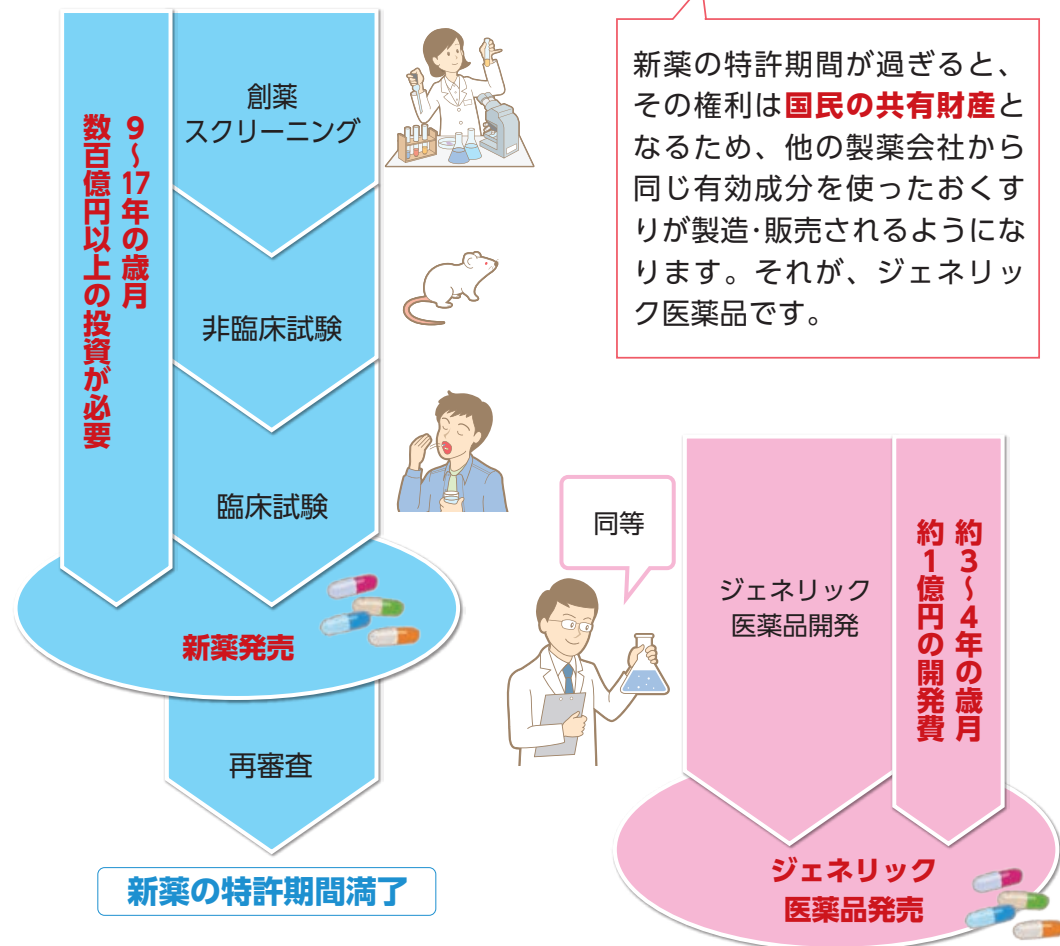 9～17年の歳月
数百億円以上の投資が必要
創薬
スクリーニング
非臨床試験
臨床試験
新薬発売
再審査
新薬の特許期間満了
新薬の特許期間が過ぎると、
その権利は国民の共有財産と
なるため、他の製薬会社から
同じ有効成分を使ったおくす
りが製造・販売されるようにな
ります。それが、ジェネリッ
ク医薬品です。
同等
ジェネリック
医薬品開発
約3～4年の歳月
約1億円の開発費
ジェネリック
医薬品発売